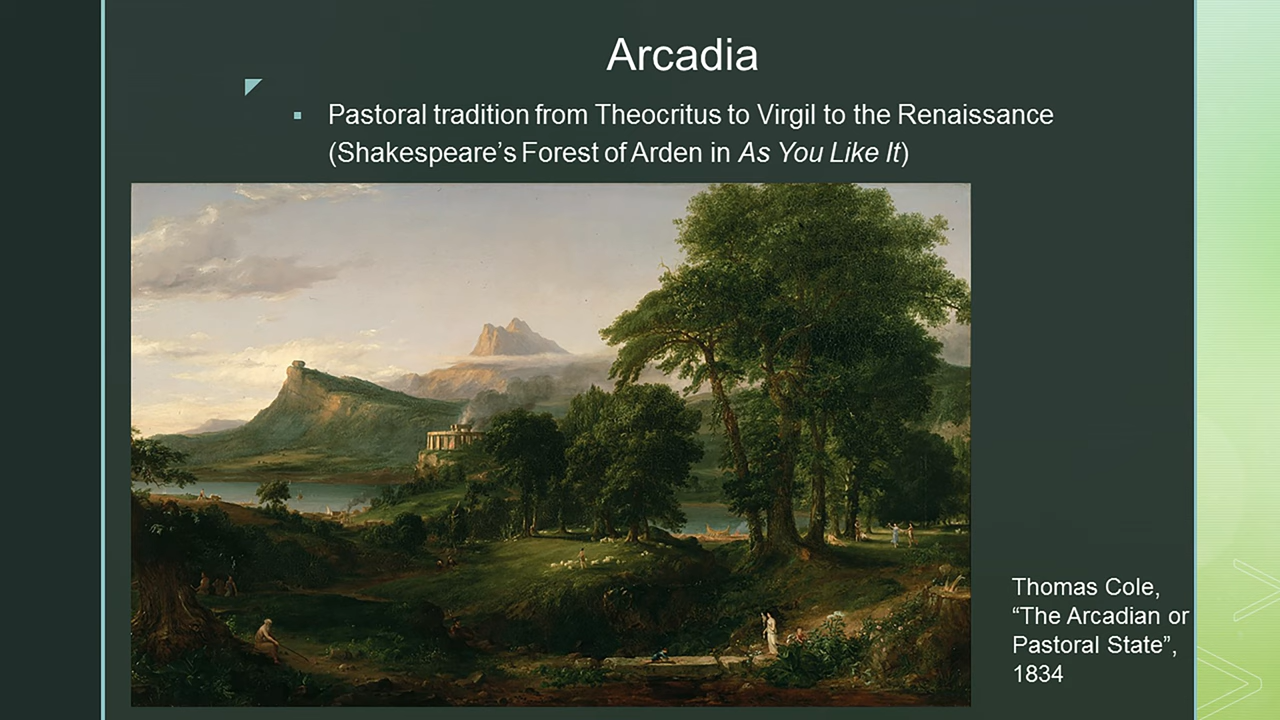 Arcadia
Pastoral tradition from Theocritus to Virgil to the Renaissance
(Shakespeare’s Forest of Arden in As You Like It)
Thomas Cole,
“The Arcadian or
Pastoral State”,
1834